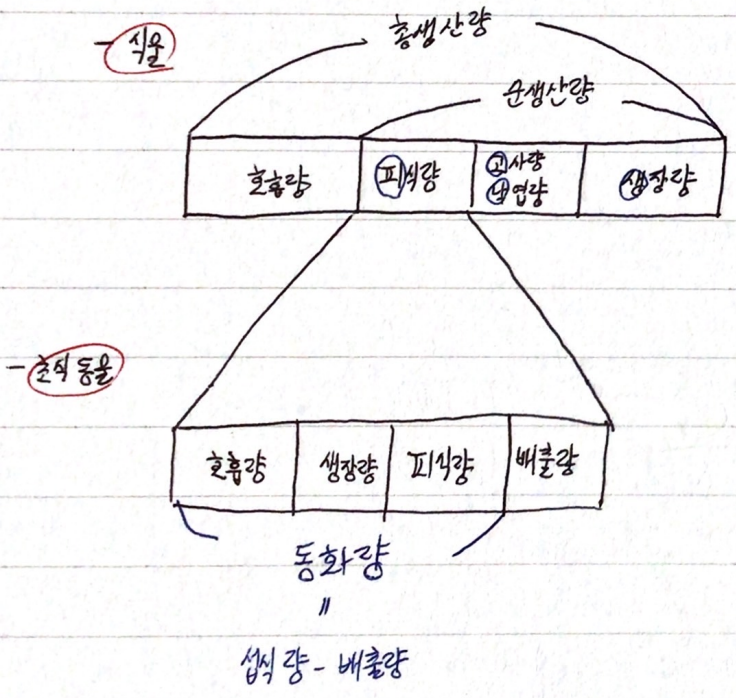 - 식물
총생산량
순생산량
호흡량 피식량 고사량 생장량
낙엽량
- 초식동물
호흡량 생장량 피식량 배출량
동화량
"
섭식량 - 배출량